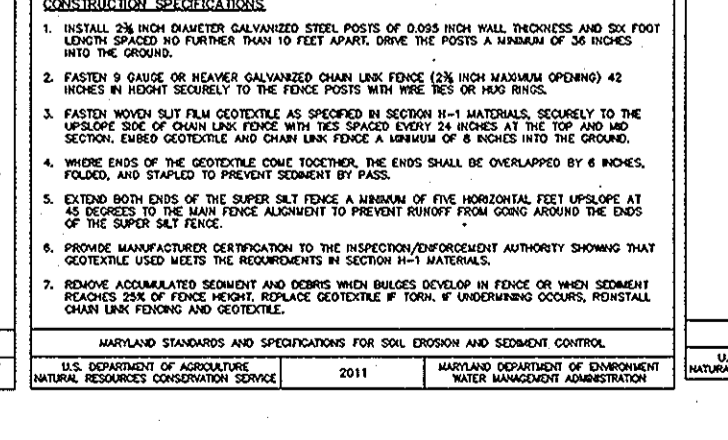 CONSTRUCTION SPECIFICATIONS
1. INSTALL 2⅜ INCH DIAMETER GALVANIZED STEEL POSTS OF 0.095 INCH WALL THICKNESS AND SIX FOOT
LENGTH SPACED NO FURTHER THAN 10 FEET APART. DRIVE THE POSTS A MINIMUM OF 36 INCHES
INTO THE GROUND.
2. FASTEN 9 GAUGE OR HEAVIER GALVANIZED CHAIN LINK FENCE (2⅜ INCH MAXIMUM OPENING) 42
INCHES IN HEIGHT SECURELY TO THE FENCE POSTS WITH WIRE TIES OR HUG RINGS.
3. FASTEN WOVEN SLIT FILM GEOTEXTILE AS SPECIFIED IN SECTION H-1 MATERIALS, SECURELY TO THE
UPSLOPE SIDE OF CHAIN LINK FENCE WITH TIES SPACED EVERY 24 INCHES AT THE TOP AND MID
SECTION. EMBED GEOTEXTILE AND CHAIN LINK FENCE A MINIMUM OF 8 INCHES INTO THE GROUND.
4. WHERE ENDS OF THE GEOTEXTILE COME TOGETHER, THE ENDS SHALL BE OVERLAPPED BY 6 INCHES,
FOLDED, AND STAPLED TO PREVENT SEDIMENT BY PASS.
5. EXTEND BOTH ENDS OF THE SUPER SILT FENCE A MINIMUM OF FIVE HORIZONTAL FEET UPSLOPE AT
45 DEGREES TO THE MAIN FENCE ALIGNMENT TO PREVENT RUNOFF FROM GOING AROUND THE ENDS
OF THE SUPER SILT FENCE.
6. PROVIDE MANUFACTURER CERTIFICATION TO THE INSPECTION/ENFORCEMENT AUTHORITY SHOWING THAT
GEOTEXTILE USED MEETS THE REQUIREMENTS IN SECTION H-1 MATERIALS.
7. REMOVE ACCUMULATED SEDIMENT AND DEBRIS WHEN BULGES DEVELOP IN FENCE OR WHEN SEDIMENT
REACHES 25% OF FENCE HEIGHT. REPLACE GEOTEXTILE IF TORN. IF UNDERMINING OCCURS, REINSTALL
CHAIN LINK FENCING AND GEOTEXTILE.
MARYLAND STANDARDS AND SPECIFICATIONS FOR SOIL EROSION AND SEDIMENT CONTROL
U.S. DEPARTMENT OF AGRICULTURE
NATURAL RESOURCES CONSERVATION SERVICE
2011
MARYLAND DEPARTMENT OF ENVIRONMENT
WATER MANAGEMENT ADMINISTRATION
U.
NATURA